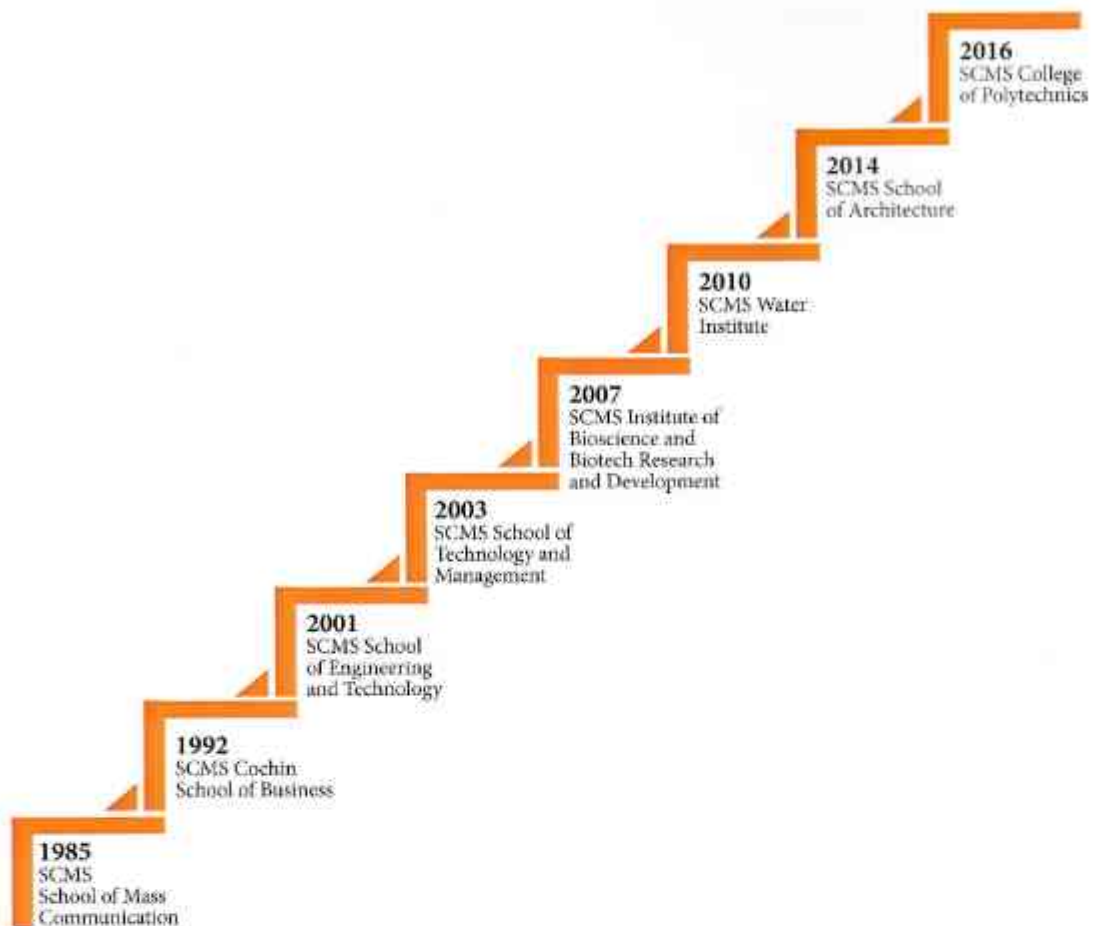 2016
SCMS College
of Polytechnics
2014
SCMS School
of Architecture
2010
SCMS Water
Institute
2007
SCMS Institute of
Bioscience and
Biotech Research
and Development
2003
SCMS School of
Technology and
Management
2001
SCMS School
of Engineering
and Technology
1992
SCMS Cochin
School of Business
1985
SCMS
School of Mass
Communication